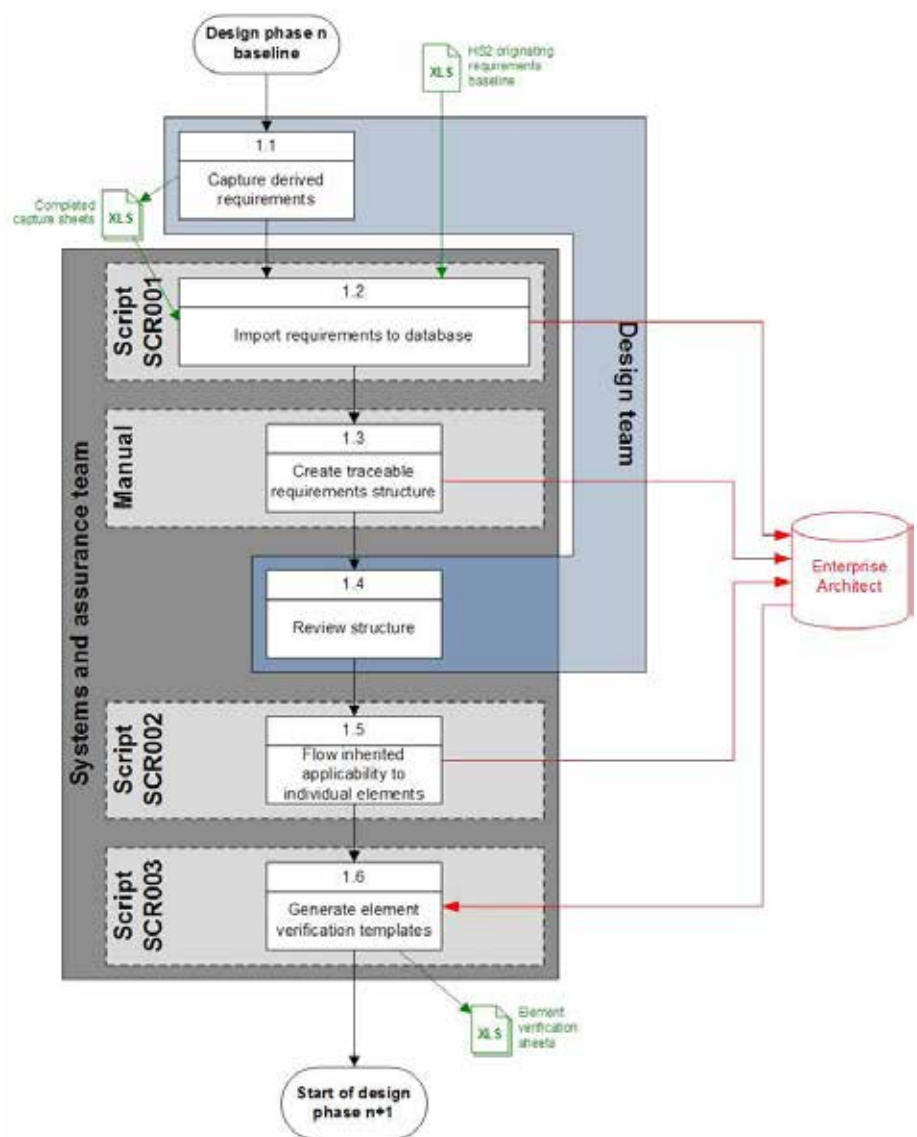 Design phase n
baseline
XLS
HS2 originating
requirements
baseline
1.1
Capture derived
requirements
Completed
capture sheets
XLS
Script
SCR001
1.2
Import requirements to database
Design team
Manual
1.3
Create traceable
requirements structure
Systems and assurance team
Enterprise
Architect
1.4
Review structure
Script
SCR002
1.5
Flow inherited
applicability to
individual elements
Script
SCR003
1.6
Generate element
verification templates
XLS
Element
verification
sheets
Start of design
phase n+1